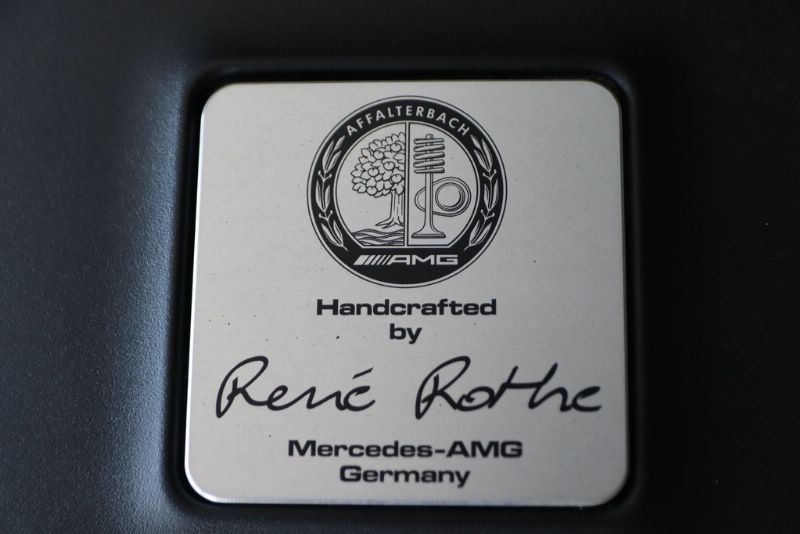 AFFALTERBACH
AMG
Handcrafted
by
René Rothe
Mercedes-AMG
Germany